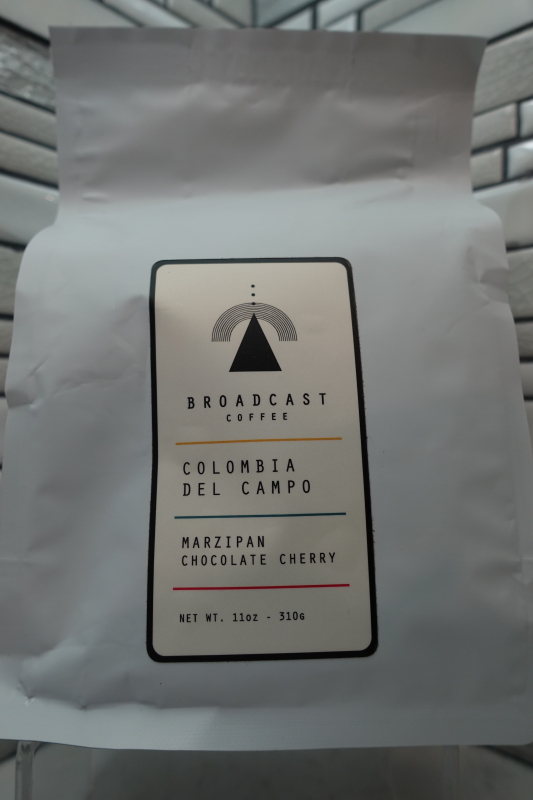 BROADCAST
COFFEE
COLOMBIA
DEL CAMPO
MARZIPAN
CHOCOLATE CHERRY
NET WT. 11oz - 310G